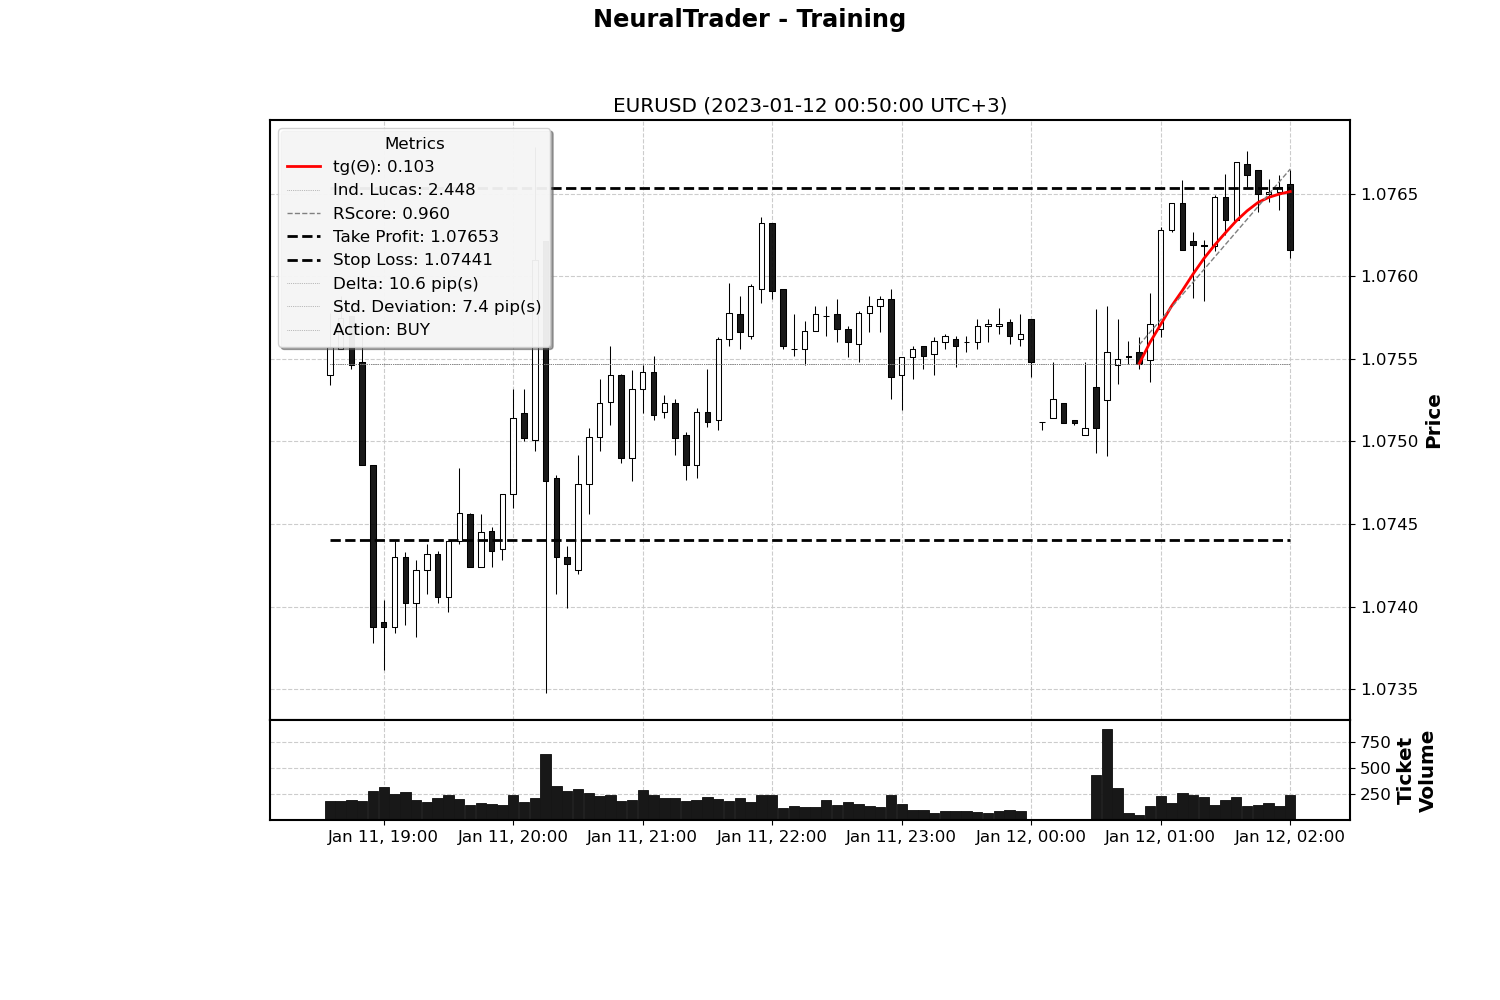 NeuralTrader - Training
EURUSD (2023-01-12 00:50:00 UTC+3)
Metrics
tg(Θ): 0.103
Ind. Lucas: 2.448
RScore: 0.960
Take Profit: 1.07653
Stop Loss: 1.07441
Delta: 10.6 pip(s)
Std. Deviation: 7.4 pip(s)
Action: BUY
1.0765
1.0760
1.0755
1.0750
1.0745
1.0740
1.0735
Price
750
500
250
Ticket
Volume
Jan 11, 19:00
Jan 11, 20:00
Jan 11, 21:00
Jan 11, 22:00
Jan 11, 23:00
Jan 12, 00:00
Jan 12, 01:00
Jan 12, 02:00